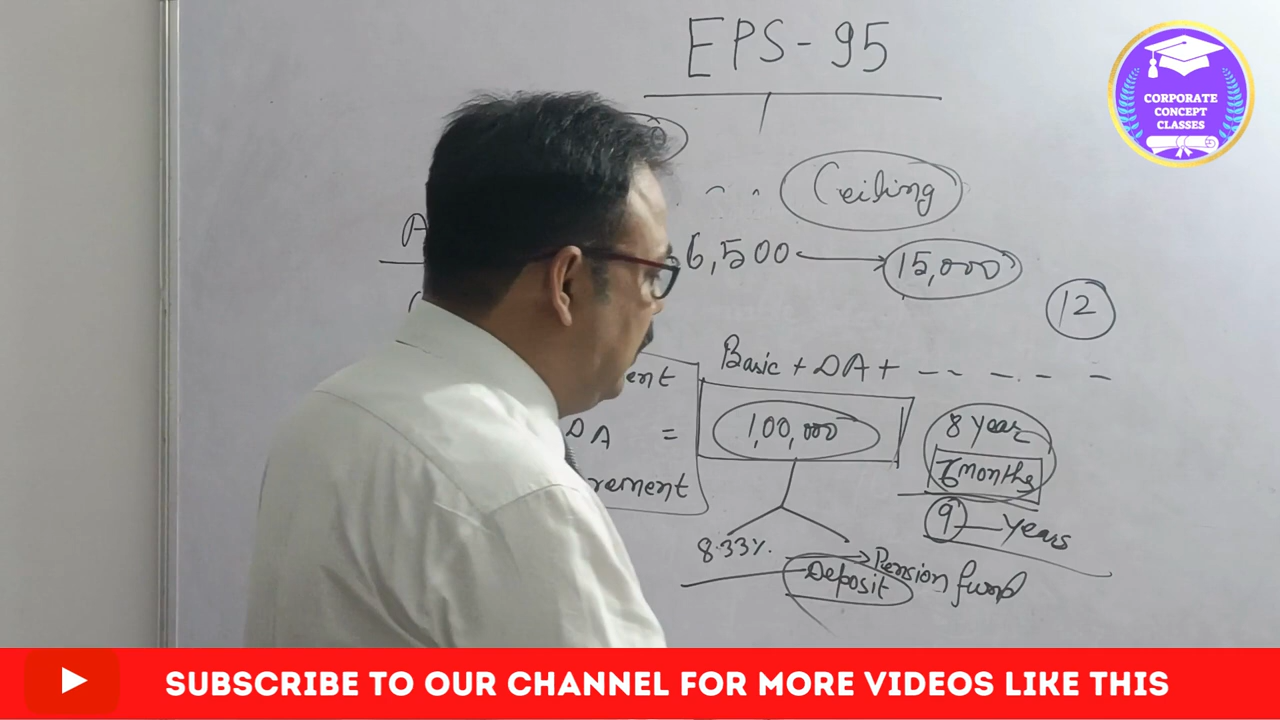 EPS-95
CORPORATE
CONCEPT
CLASSES
Ceiling
A
6,500 → 15,000
12
Basic + DA + -- -- - -
ent
DA = 1,00,000
rement
8 year
6 months
9 — Years
8.33%. → Pension fund
Deposit
SUBSCRIBE TO OUR CHANNEL FOR MORE VIDEOS LIKE THIS